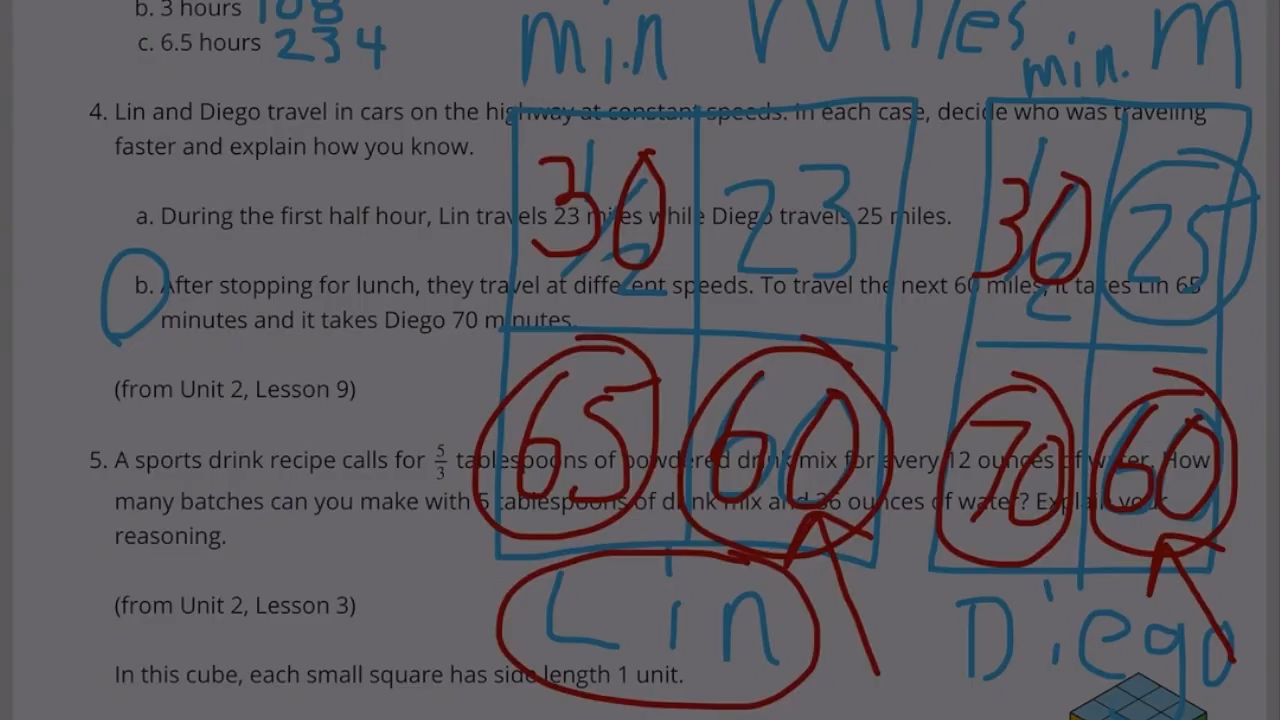 b. 3 hours 108
c. 6.5 hours 234
min Miles min. m
4. Lin and Diego travel in cars on the highway at constant speeds. In each case, decide who was traveling
faster and explain how you know.
30 1/2 23 30 1/2 25
a. During the first half hour, Lin travels 23 miles while Diego travels 25 miles.
b. After stopping for lunch, they travel at different speeds. To travel the next 60 miles, it takes Lin 65
minutes and it takes Diego 70 minutes.
(from Unit 2, Lesson 9)
65 60 70 60
5. A sports drink recipe calls for 5/3 tablespoons of powdered drink mix for every 12 ounces of water. How
many batches can you make with 5 tablespoons of drink mix and 36 ounces of water? Explain your
reasoning.
(from Unit 2, Lesson 3)
Lin Diego
In this cube, each small square has side length 1 unit.